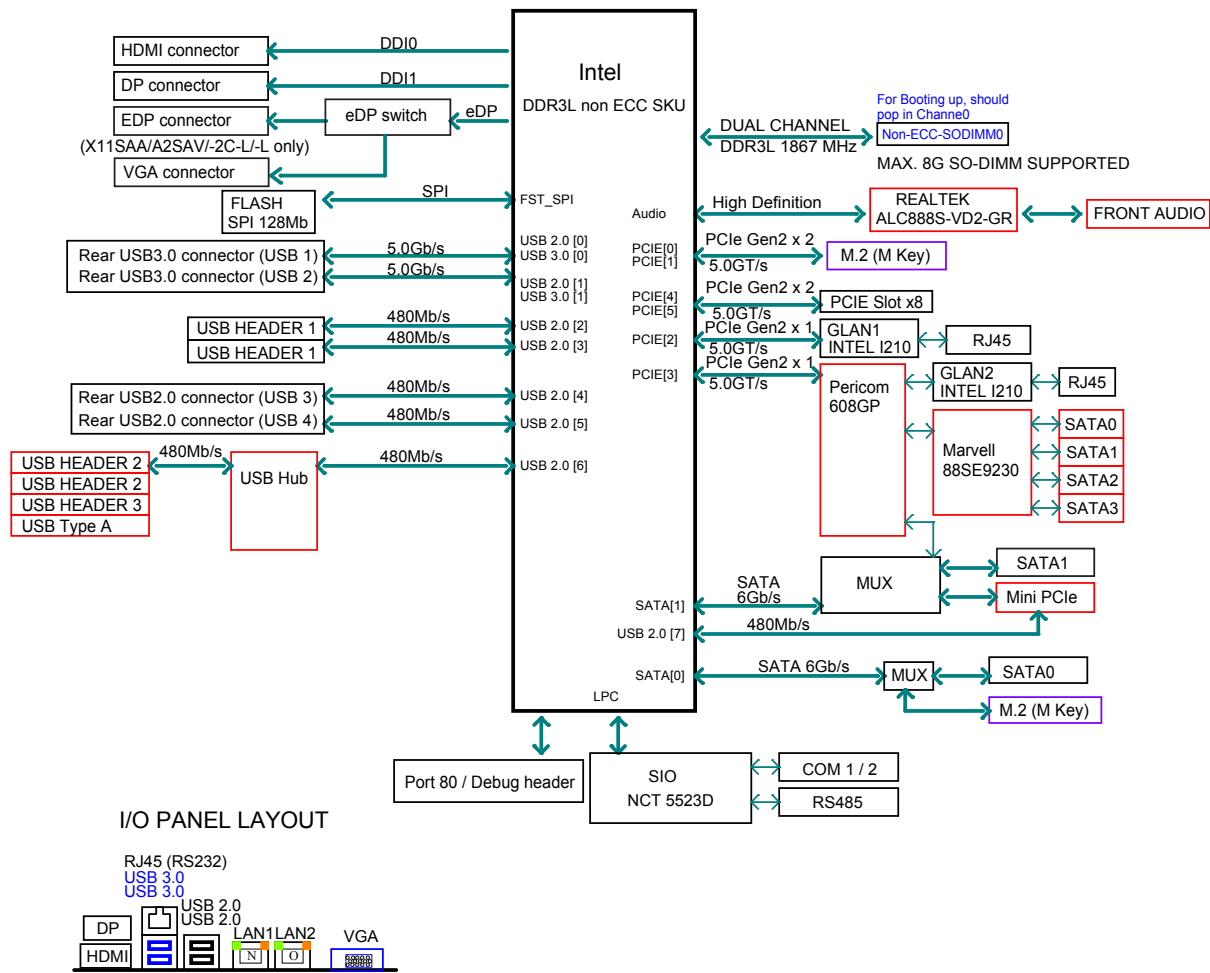 HDMI connector
DDI0
DP connector
DDI1
EDP connector
eDP switch
eDP
(X11SAA/A2SAV/-2C-L/-L only)
VGA connector
FLASH
SPI 128Mb
SPI
Rear USB3.0 connector (USB 1)
5.0Gb/s
Rear USB3.0 connector (USB 2)
5.0Gb/s
USB HEADER 1
480Mb/s
USB HEADER 1
480Mb/s
Rear USB2.0 connector (USB 3)
480Mb/s
Rear USB2.0 connector (USB 4)
480Mb/s
USB HEADER 2
USB HEADER 2
USB HEADER 3
USB Type A
480Mb/s
USB Hub
480Mb/s
Intel
DDR3L non ECC SKU
FST_SPI
USB 2.0 [0]
USB 3.0 [0]
USB 2.0 [1]
USB 3.0 [1]
USB 2.0 [2]
USB 2.0 [3]
USB 2.0 [4]
USB 2.0 [5]
USB 2.0 [6]
Audio
PCIE[0]
PCIE[1]
PCIE[4]
PCIE[5]
PCIE[2]
PCIE[3]
SATA[1]
USB 2.0 [7]
SATA[0]
LPC
For Booting up, should
pop in Channe0
DUAL CHANNEL
DDR3L 1867 MHz
Non-ECC-SODIMM0
MAX. 8G SO-DIMM SUPPORTED
High Definition
REALTEK
ALC888S-VD2-GR
FRONT AUDIO
PCIe Gen2 x 2
5.0GT/s
M.2 (M Key)
PCIe Gen2 x 2
5.0GT/s
PCIE Slot x8
PCIe Gen2 x 1
5.0GT/s
GLAN1
INTEL I210
RJ45
PCIe Gen2 x 1
5.0GT/s
Pericom
608GP
GLAN2
INTEL I210
RJ45
Marvell
88SE9230
SATA0
SATA1
SATA2
SATA3
SATA
6Gb/s
MUX
SATA1
Mini PCIe
480Mb/s
SATA 6Gb/s
MUX
SATA0
M.2 (M Key)
Port 80 / Debug header
SIO
NCT 5523D
COM 1 / 2
RS485
I/O PANEL LAYOUT
RJ45 (RS232)
USB 3.0
USB 3.0
USB 2.0
USB 2.0
DP
HDMI
LAN1
LAN2
VGA
N
O